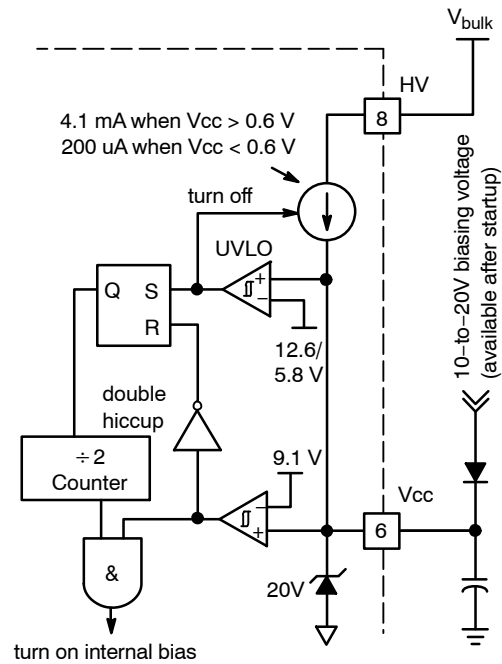 Vbulk
HV
8
4.1 mA when Vcc > 0.6 V
200 uA when Vcc < 0.6 V
turn off
UVLO
10−to−20V biasing voltage
(available after startup)
Q
S
R
+
−
12.6/
5.8 V
double
hiccup
÷ 2
Counter
9.1 V
−
+
Vcc
6
&
20V
turn on internal bias